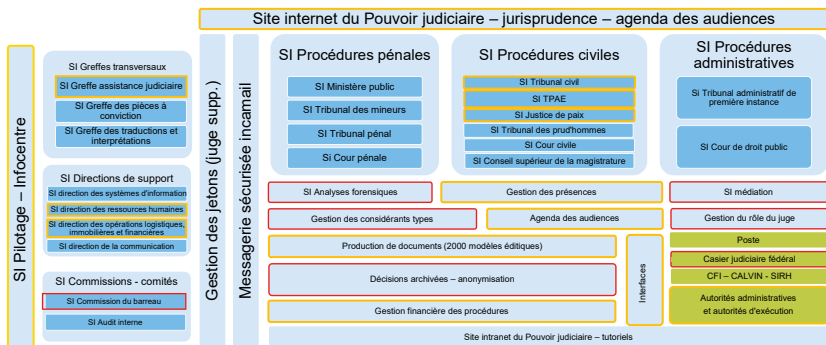 Site internet du Pouvoir judiciaire – jurisprudence – agenda des audiences
SI Pilotage – Infocentre
SI Greffes transversaux
SI Greffe assistance judiciaire
SI Greffe des pièces à
conviction
SI Greffe des traductions et
interprétations
SI Directions de support
SI direction des systèmes d'information
SI direction des ressources humaines
SI direction des opérations logistiques,
immobilières et financières
SI direction de la communication
SI Commissions - comités
SI Commission du barreau
SI Audit interne
Gestion des jetons (juge supp.)
Messagerie sécurisée incamail
SI Procédures pénales
SI Ministère public
SI Tribunal des mineurs
SI Tribunal pénal
Si Cour pénale
SI Procédures civiles
SI Tribunal civil
SI TPAE
SI Justice de paix
SI Tribunal des prud'hommes
SI Cour civile
SI Conseil supérieur de la magistrature
SI Procédures
administratives
Si Tribunal administratif de
première instance
SI Cour de droit public
SI Analyses forensiques
Gestion des présences
SI médiation
Gestion des considérants types
Agenda des audiences
Gestion du rôle du juge
Production de documents (2000 modèles éditiques)
Décisions archivées – anonymisation
Gestion financière des procédures
Interfaces
Poste
Casier judiciaire fédéral
CFI – CALVIN - SIRH
Autorités administratives
et autorités d'exécution
Site intranet du Pouvoir judiciaire – tutoriels